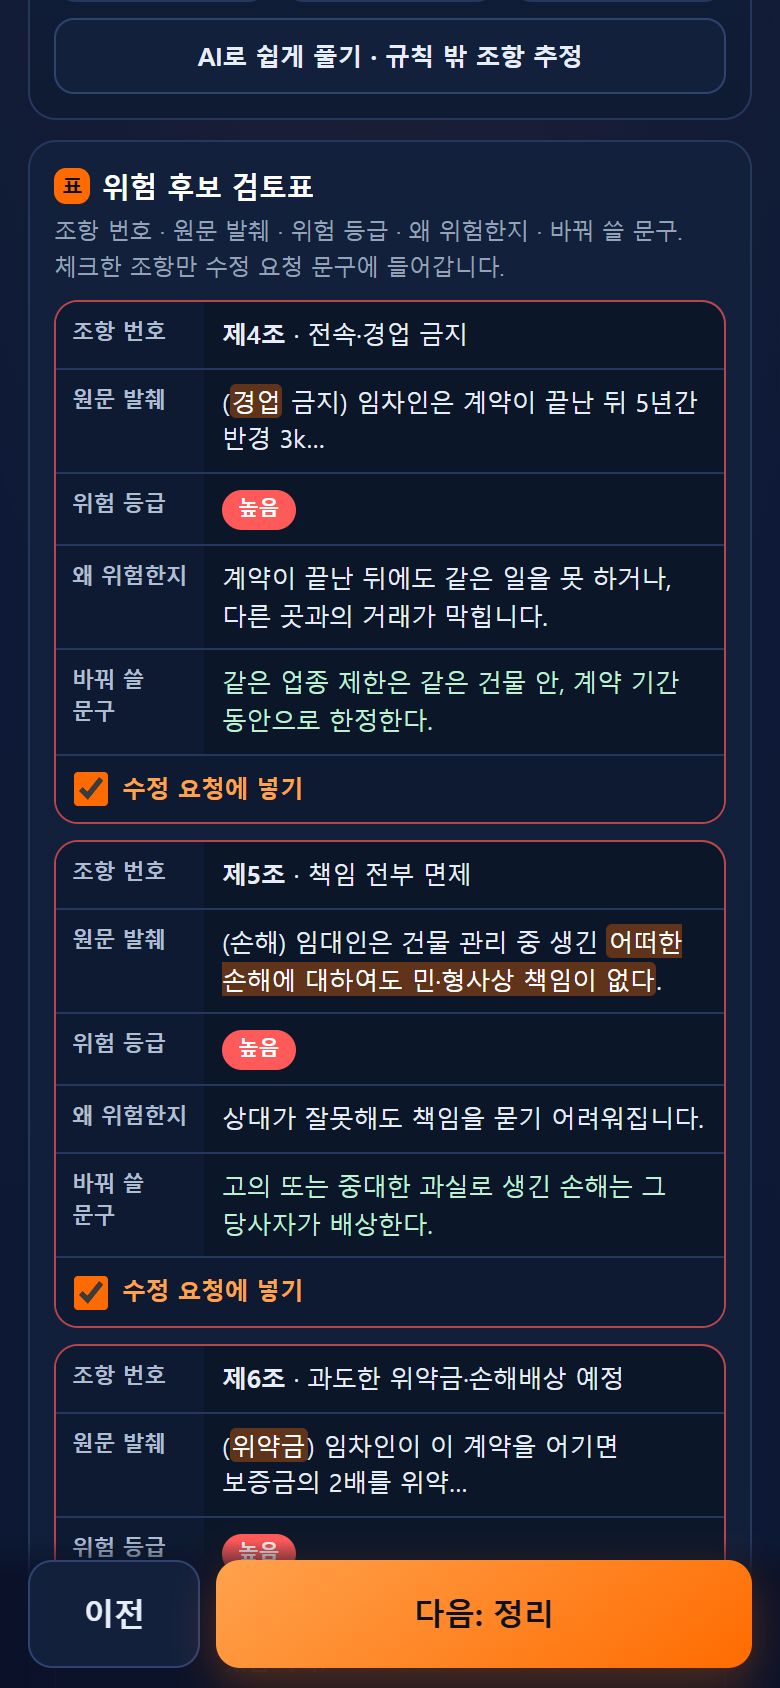 AI로 쉽게 풀기 · 규칙 밖 조항 추정
표 위험 후보 검토표
조항 번호 · 원문 발췌 · 위험 등급 · 왜 위험한지 · 바꿔 쓸 문구.
체크한 조항만 수정 요청 문구에 들어갑니다.
조항 번호 제4조 · 전속·경업 금지
원문 발췌 (경업 금지) 임차인은 계약이 끝난 뒤 5년간
반경 3k…
위험 등급 높음
왜 위험한지 계약이 끝난 뒤에도 같은 일을 못 하거나,
다른 곳과의 거래가 막힙니다.
바꿔 쓸
문구
같은 업종 제한은 같은 건물 안, 계약 기간
동안으로 한정한다.
수정 요청에 넣기
조항 번호 제5조 · 책임 전부 면제
원문 발췌 (손해) 임대인은 건물 관리 중 생긴 어떠한
손해에 대하여도 민·형사상 책임이 없다.
위험 등급 높음
왜 위험한지 상대가 잘못해도 책임을 묻기 어려워집니다.
바꿔 쓸
문구
고의 또는 중대한 과실로 생긴 손해는 그
당사자가 배상한다.
수정 요청에 넣기
조항 번호 제6조 · 과도한 위약금·손해배상 예정
원문 발췌 (위약금) 임차인이 이 계약을 어기면
보증금의 2배를 위약…
위험 등급 높음
이전 다음: 정리